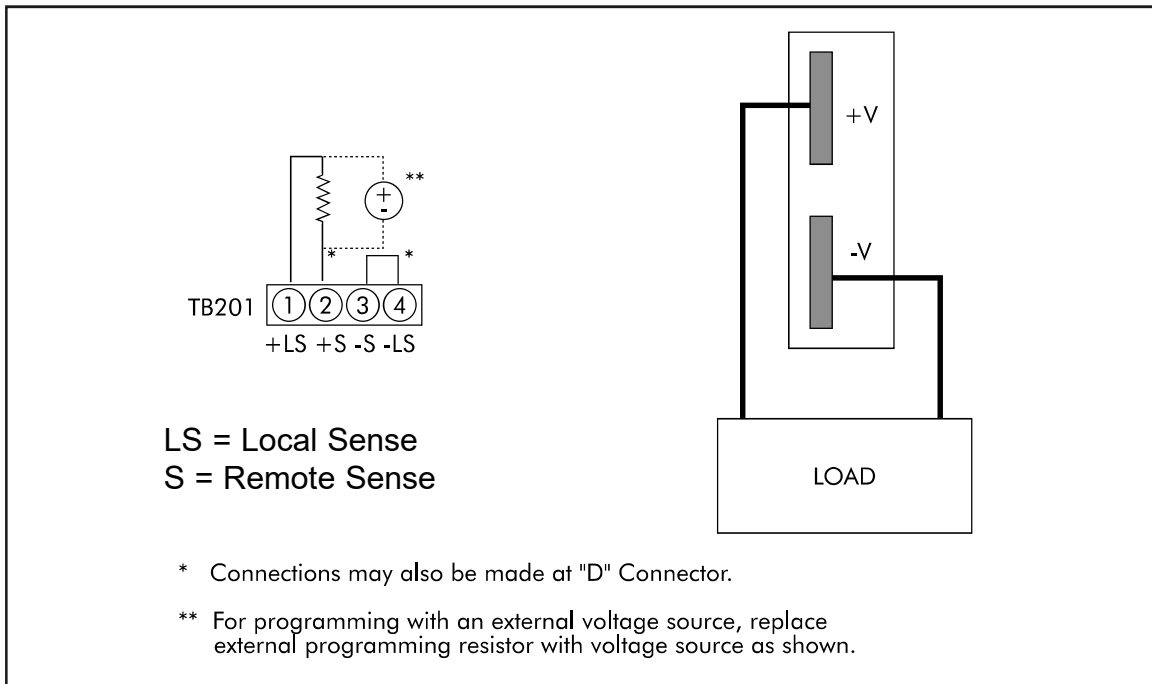 +V
**
+
-
*
*
-V
TB201 1 2 3 4
+LS +S -S -LS
LS = Local Sense
S = Remote Sense
LOAD
* Connections may also be made at "D" Connector.
** For programming with an external voltage source, replace
external programming resistor with voltage source as shown.